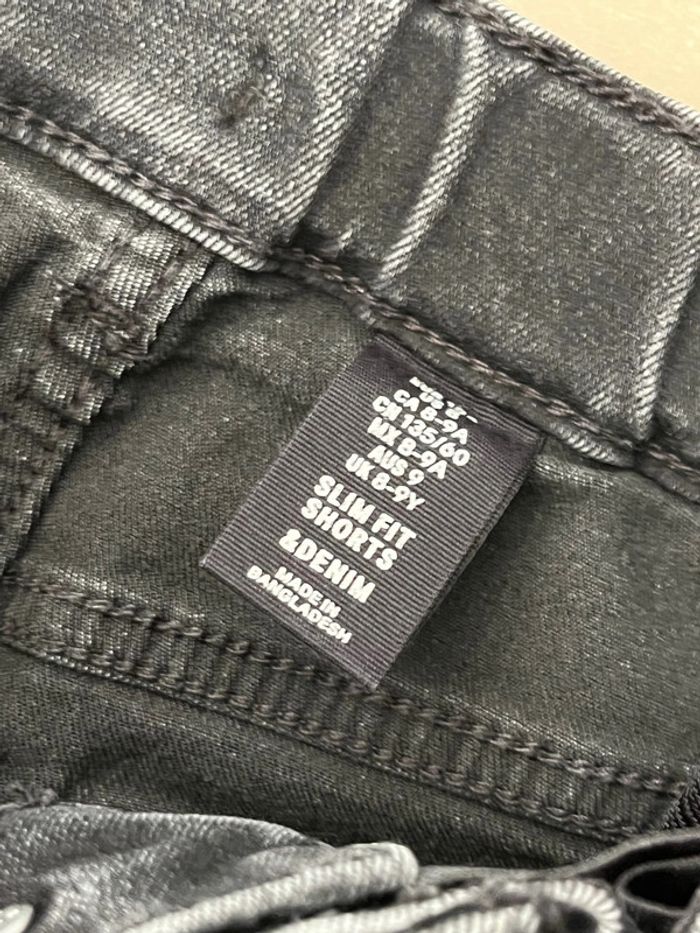 CA 8-9A
CN 135/60
MX 8-9A
AUS 9
UK 8-9Y
SLIM FIT
SHORTS
&DENIM
MADE IN
BANGLADESH